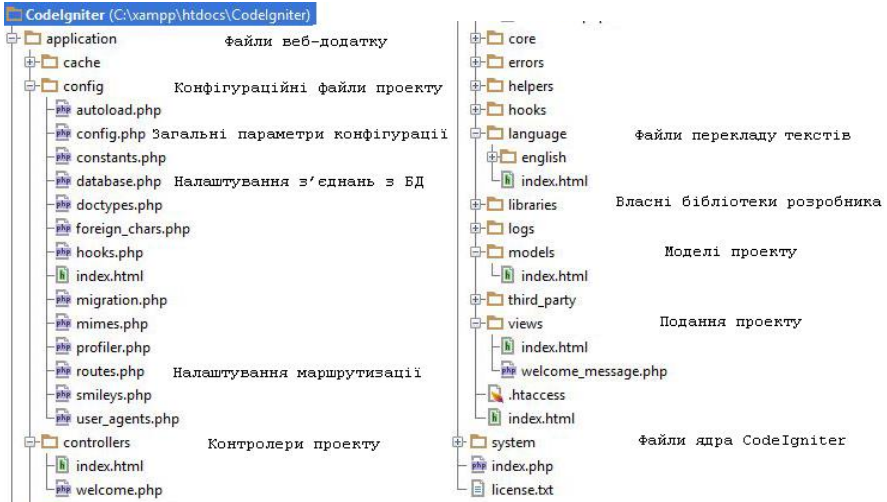 CodeIgniter (C:\xampp\htdocs\CodeIgniter)
application Файли веб-додатку
cache
config Конфігураційні файли проекту
autoload.php
config.php Загальні параметри конфігурації
constants.php
database.php Налаштування з'єднань з БД
doctypes.php
foreign_chars.php
hooks.php
index.html
migration.php
mimes.php
profiler.php
routes.php Налаштування маршрутизації
smileys.php
user_agents.php
controllers Контролери проекту
index.html
welcome.php
core
errors
helpers
hooks
language Файли перекладу текстів
english
index.html
libraries Власні бібліотеки розробника
logs
models Моделі проекту
index.html
third_party
views Подання проекту
index.html
welcome_message.php
.htaccess
index.html
system Файли ядра CodeIgniter
index.php
license.txt